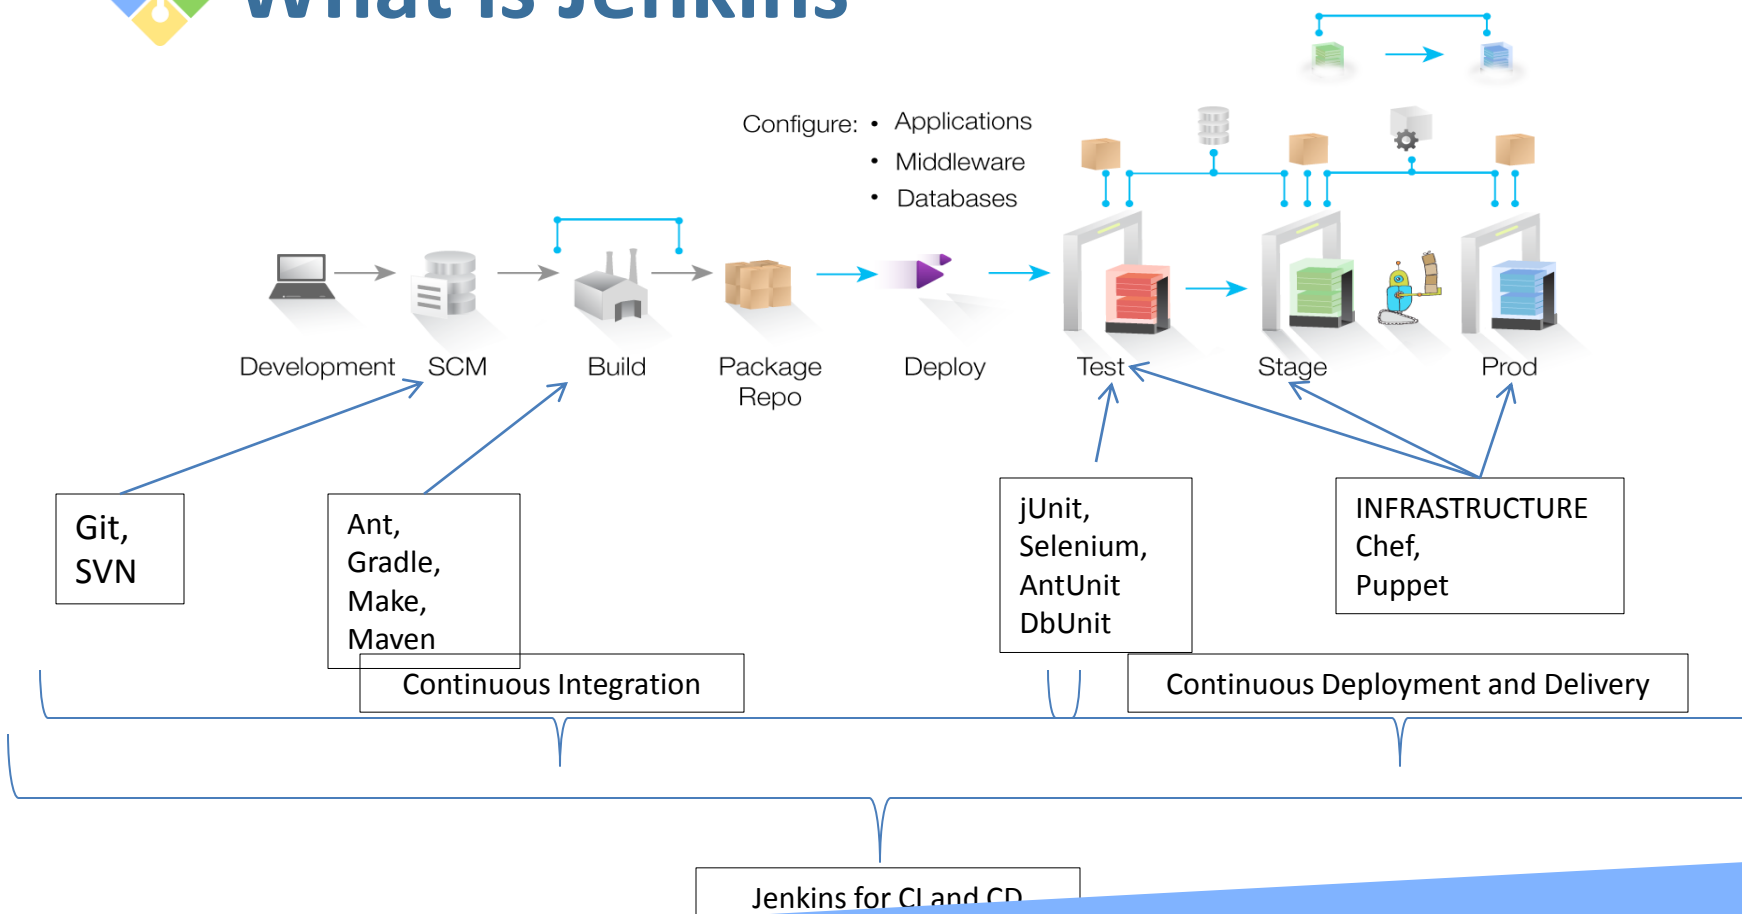 What is Jenkins
Configure: • Applications
• Middleware
• Databases
Development
SCM
Build
Package
Repo
Deploy
Test
Stage
Prod
Git,
SVN
Ant,
Gradle,
Make,
Maven
jUnit,
Selenium,
AntUnit
DbUnit
INFRASTRUCTURE
Chef,
Puppet
Continuous Integration
Continuous Deployment and Delivery
Jenkins for CI and CD